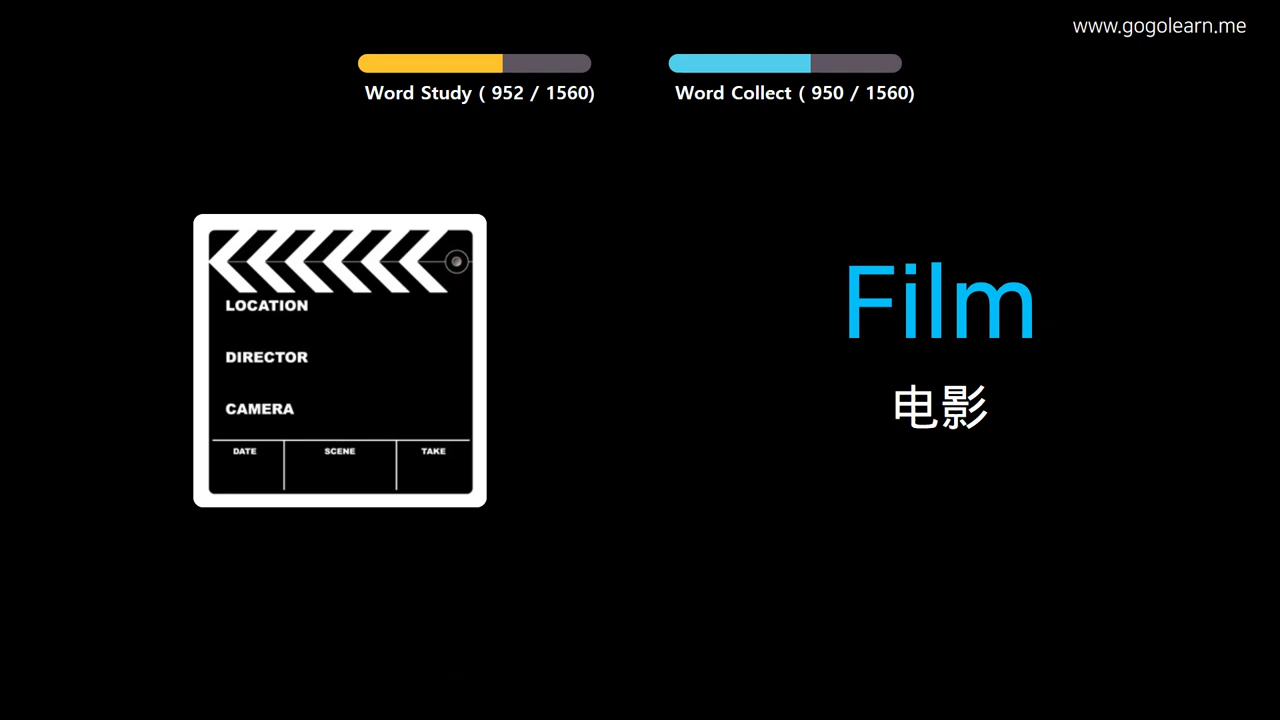 www.gogolearn.me
Word Study ( 952 / 1560)
Word Collect ( 950 / 1560)
LOCATION
DIRECTOR
CAMERA
DATE
SCENE
TAKE
Film
电影